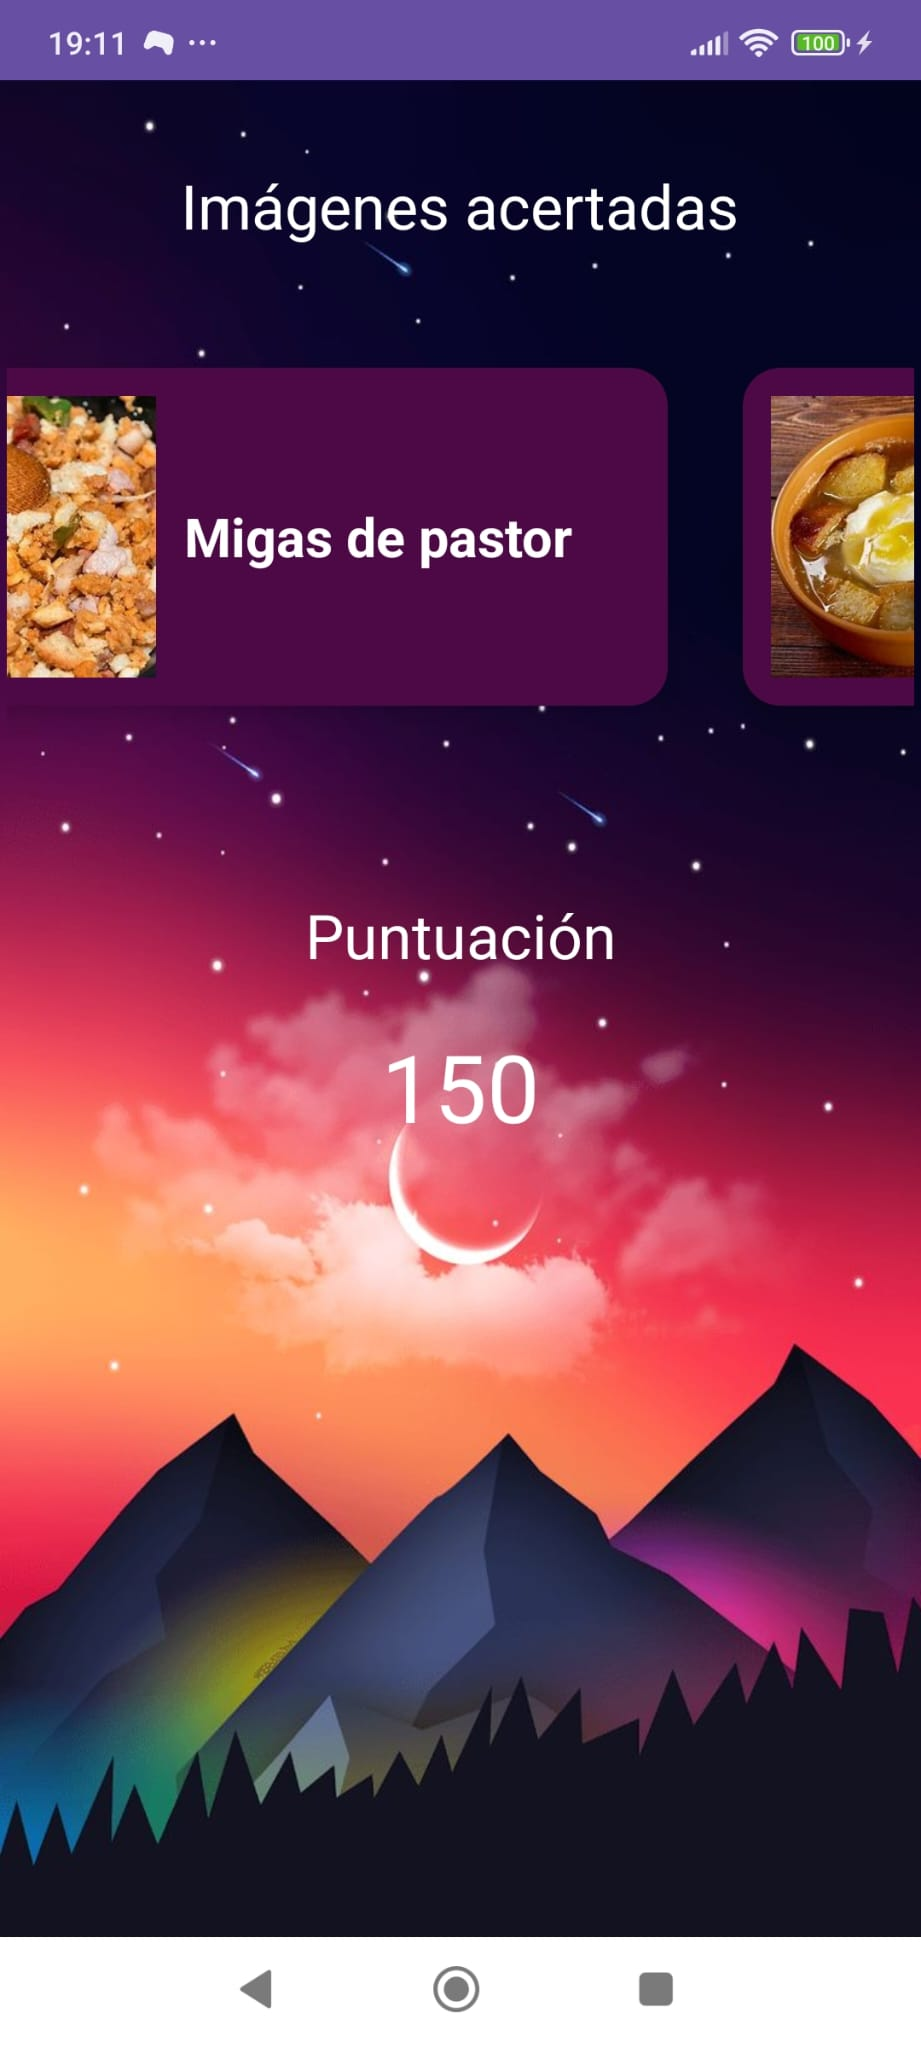 19:11
100
Imágenes acertadas
Migas de pastor
Puntuación
150